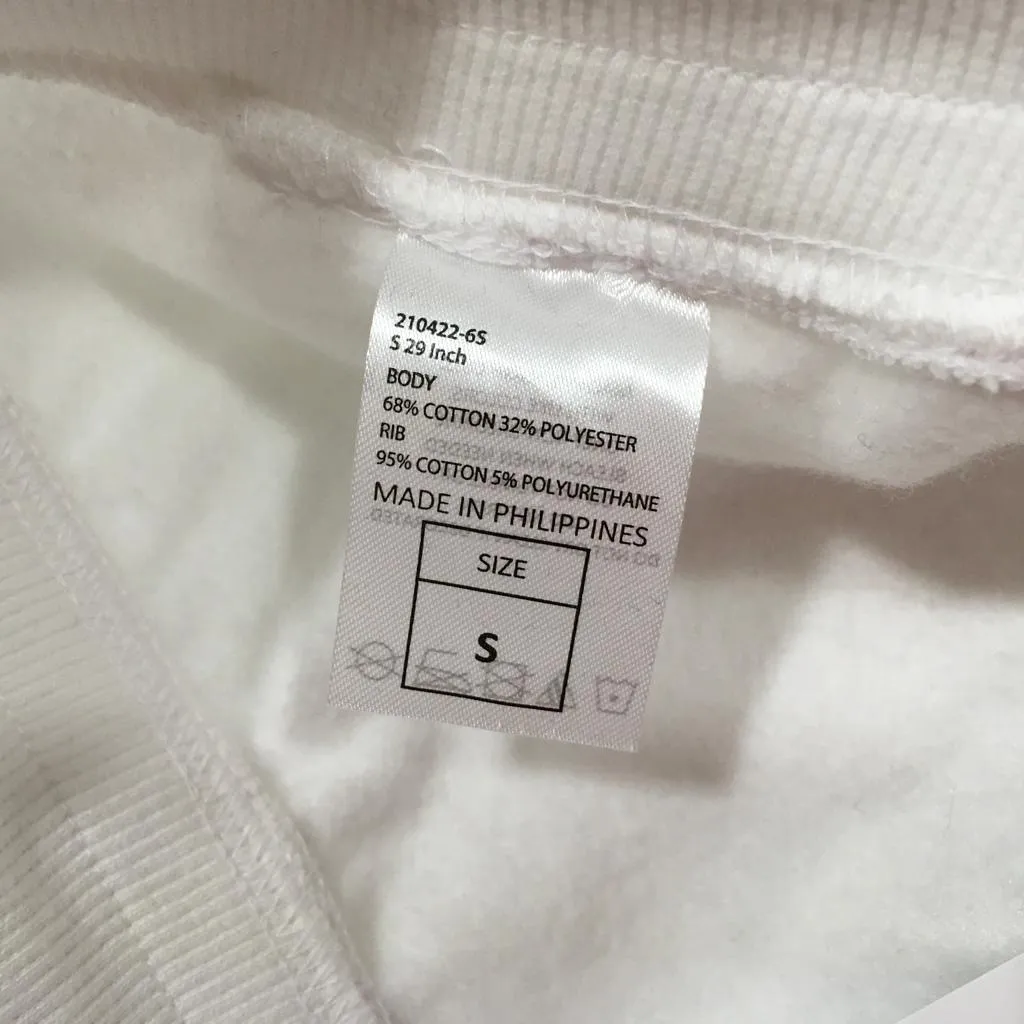 210422-6S
S 29 Inch
BODY
68% COTTON 32% POLYESTER
RIB
95% COTTON 5% POLYURETHANE
MADE IN PHILIPPINES
SIZE
S